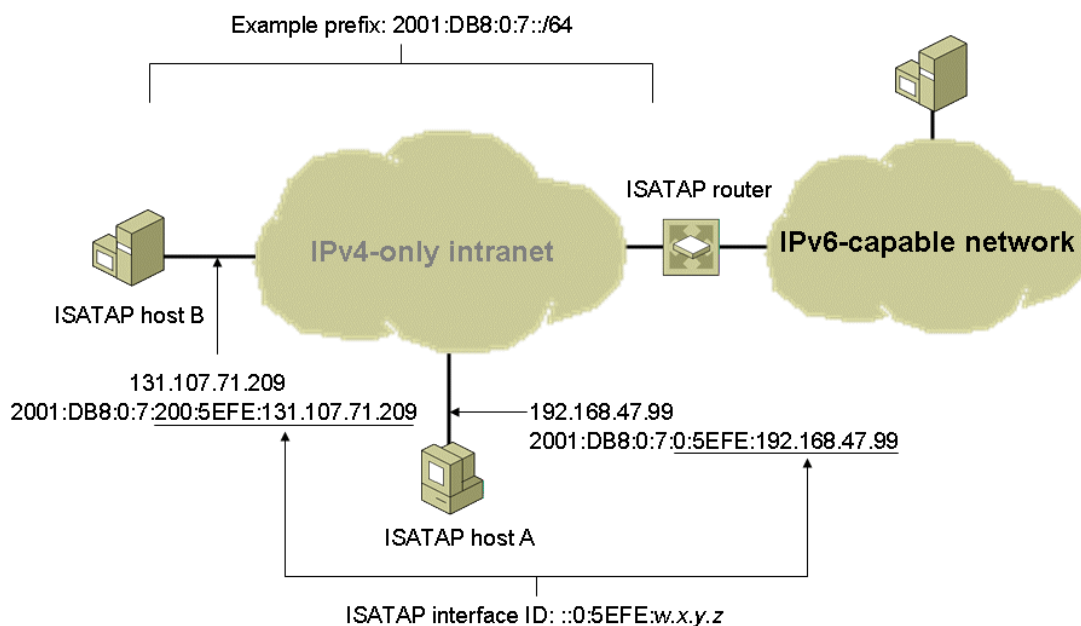 Example prefix: 2001:DB8:0:7::/64
ISATAP router
IPv4-only intranet
IPv6-capable network
ISATAP host B
131.107.71.209
2001:DB8:0:7:200:5EFE:131.107.71.209
192.168.47.99
2001:DB8:0:7:0:5EFE:192.168.47.99
ISATAP host A
ISATAP interface ID: ::0:5EFE:w.x.y.z